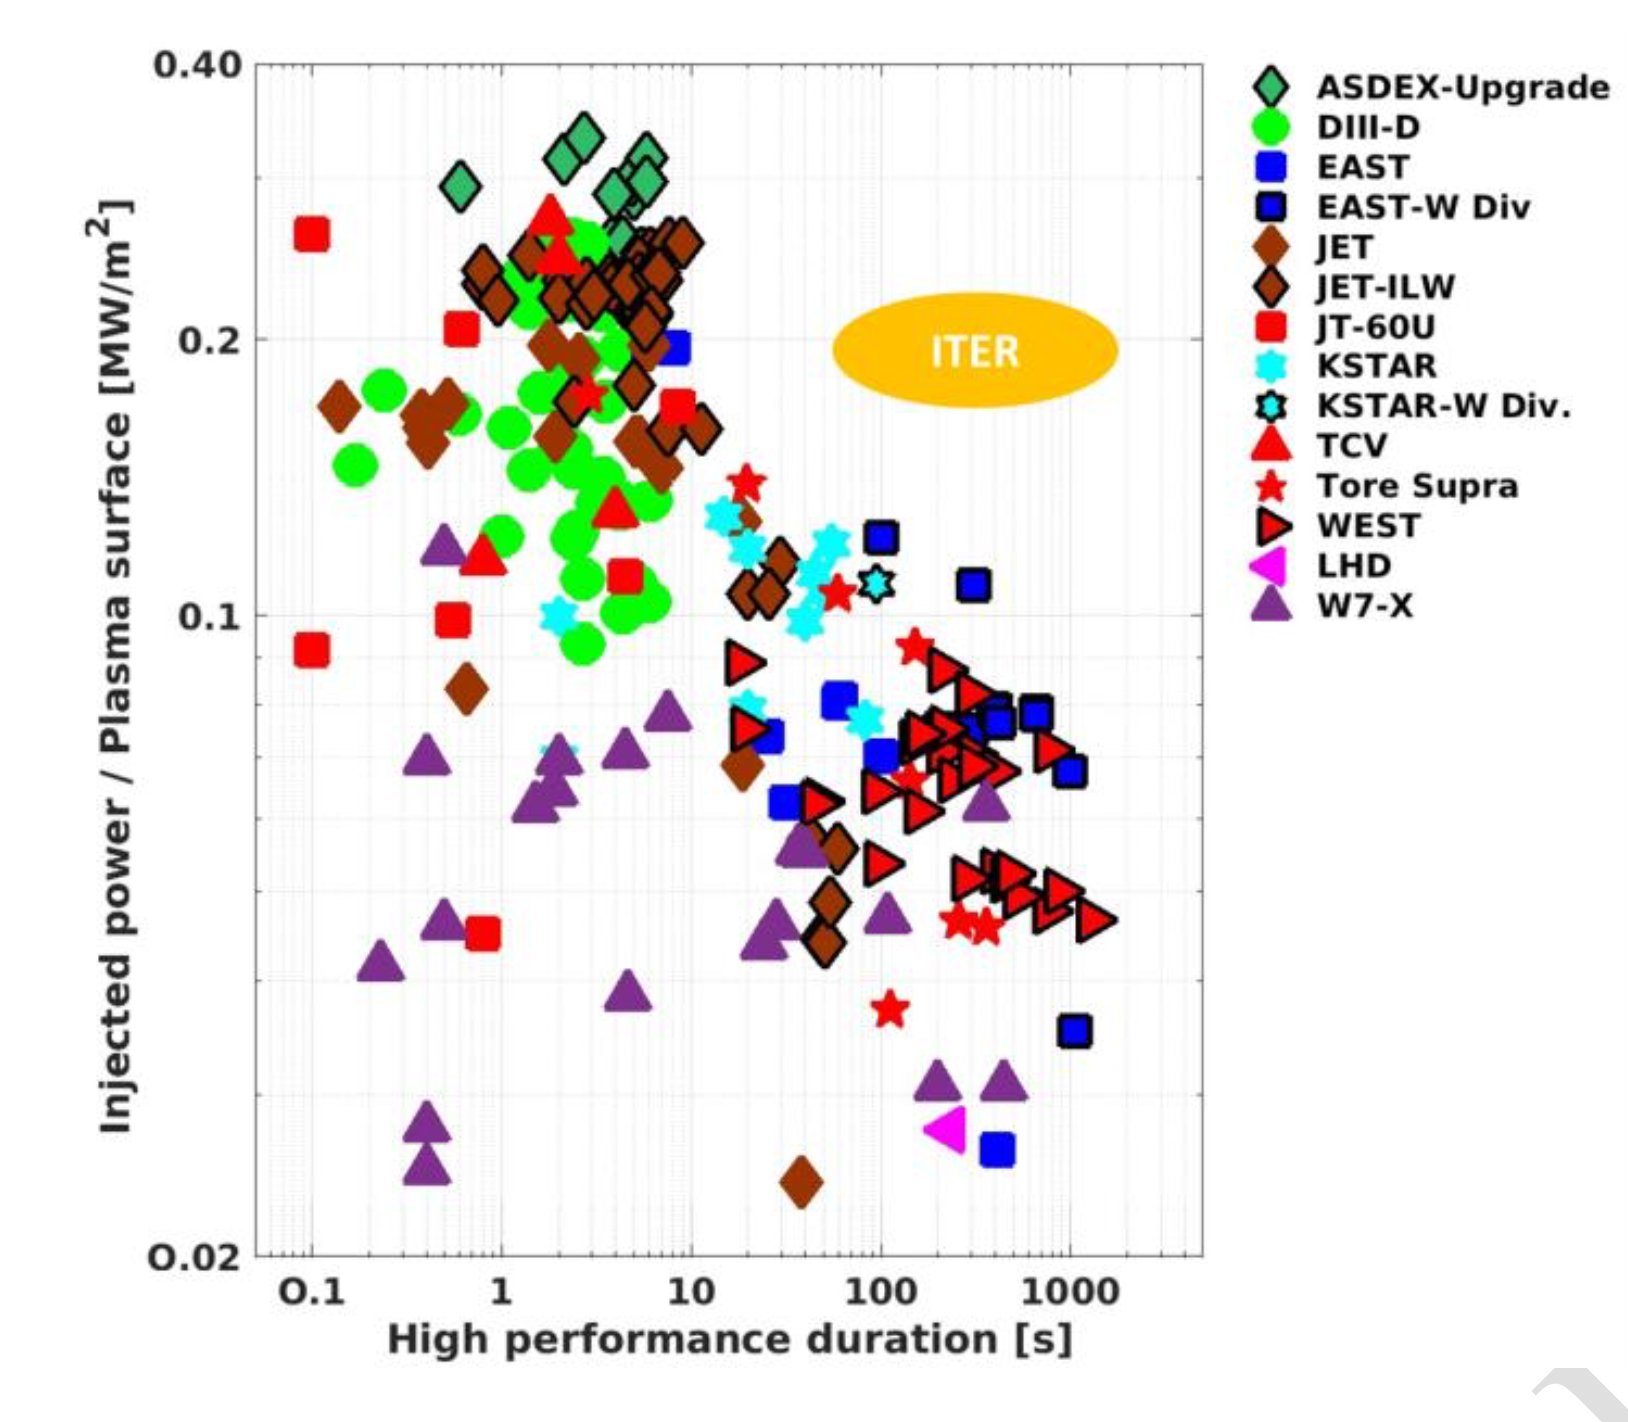 0.40
0.2
0.1
O.02
Injected power / Plasma surface [MW/m²]
ITER
O.1 1 10 100 1000
High performance duration [s]
ASDEX-Upgrade
DIII-D
EAST
EAST-W Div
JET
JET-ILW
JT-60U
KSTAR
KSTAR-W Div.
TCV
Tore Supra
WEST
LHD
W7-X